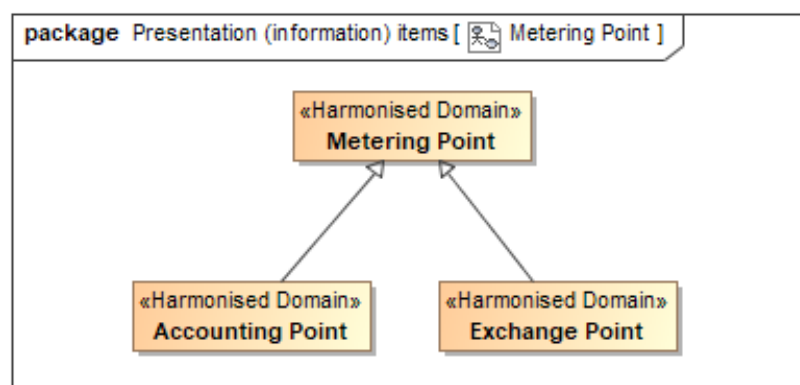 package Presentation (information) items [ Metering Point ]
«Harmonised Domain»
Metering Point
«Harmonised Domain»
Accounting Point
«Harmonised Domain»
Exchange Point